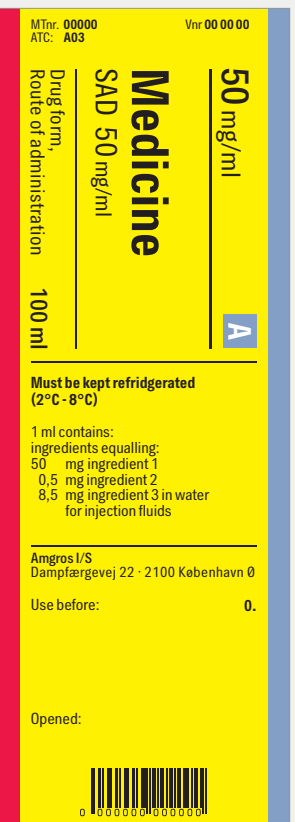 MTnr. 00000
Vnr 00 00 00
ATC: A03
50 mg/ml
A
Medicine
SAD 50 mg/ml
Drug form,
Route of administration
100 ml
Must be kept refridgerated
(2°C - 8°C)
1 ml contains:
ingredients equalling:
50 mg ingredient 1
0,5 mg ingredient 2
8,5 mg ingredient 3 in water
for injection fluids
Amgros I/S
Dampfærgevej 22 · 2100 København Ø
Use before: 0.
Opened:
0 000000 000000